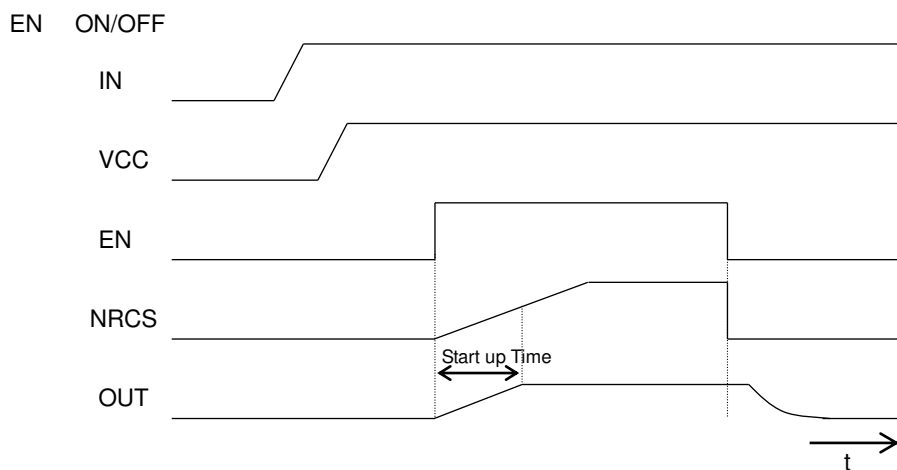 EN ON/OFF
IN
VCC
EN
NRCS
Start up Time
OUT
t